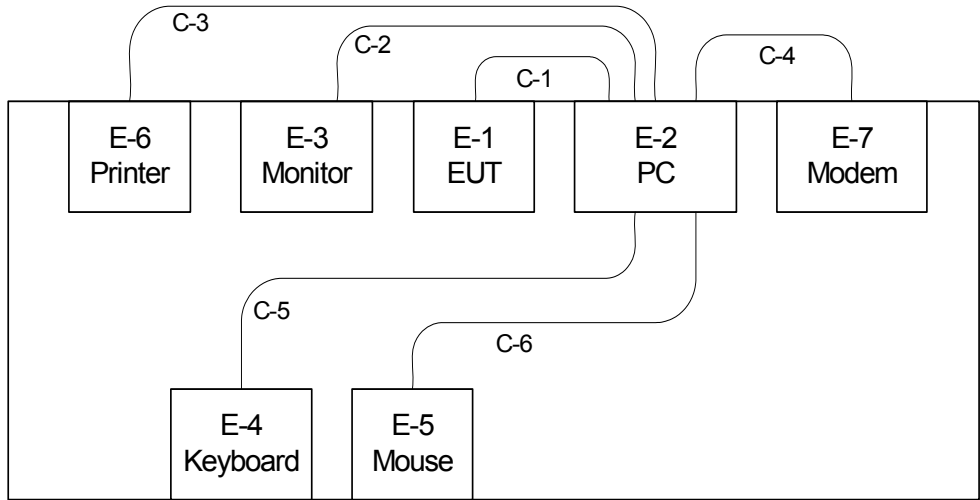 C-3
C-2
C-1
C-4
E-6
Printer
E-3
Monitor
E-1
EUT
E-2
PC
E-7
Modem
C-5
C-6
E-4
Keyboard
E-5
Mouse